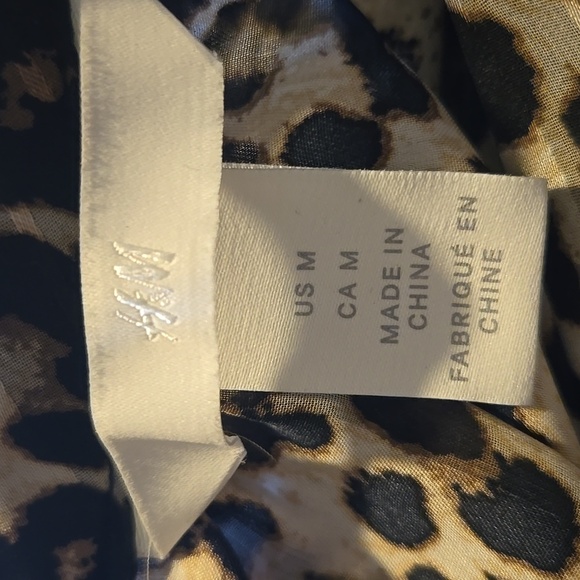 H&M
US M
CA M
MADE IN
CHINA
FABRIQUÉ EN
CHINE